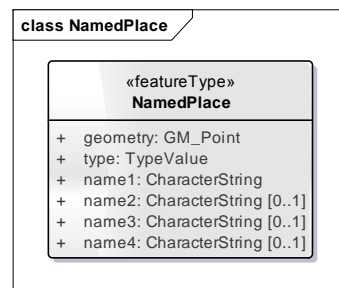 class NamedPlace
«featureType»
NamedPlace
+ geometry: GM_Point
+ type: TypeValue
+ name1: CharacterString
+ name2: CharacterString [0..1]
+ name3: CharacterString [0..1]
+ name4: CharacterString [0..1]